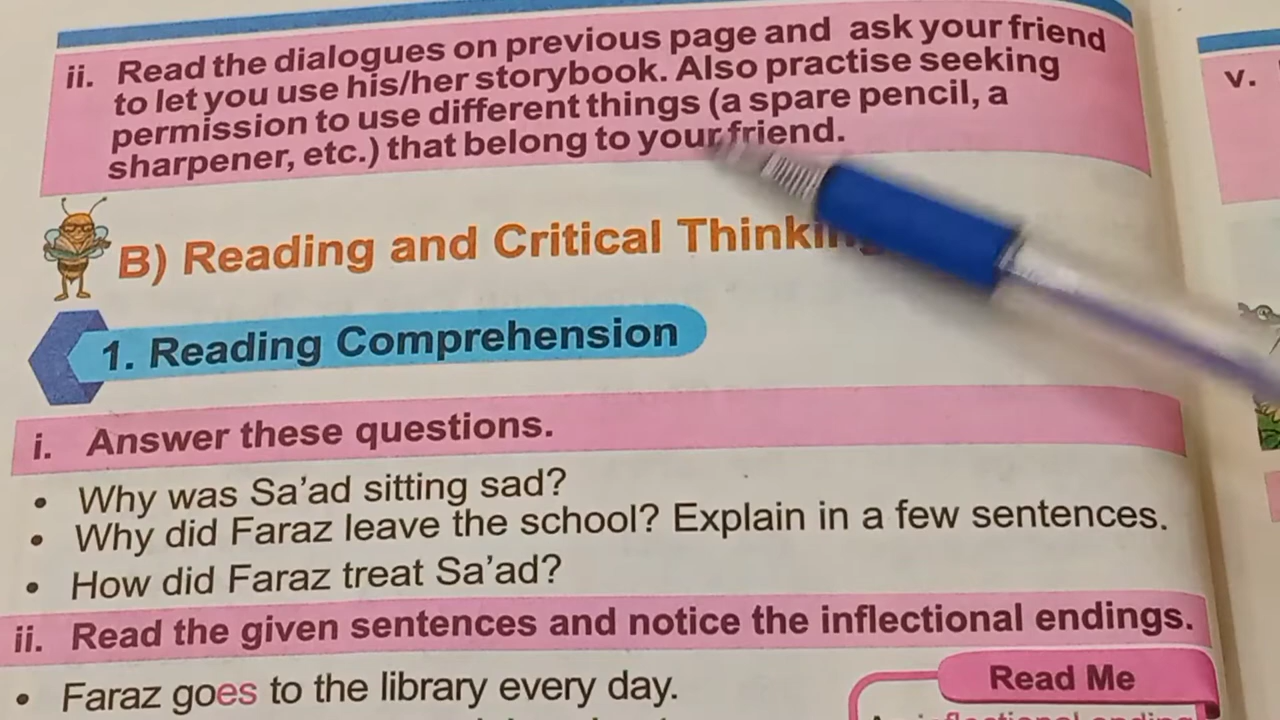 ii. Read the dialogues on previous page and ask your friend
to let you use his/her storybook. Also practise seeking
permission to use different things (a spare pencil, a
sharpener, etc.) that belong to your friend.
v.
B) Reading and Critical Thinking
1. Reading Comprehension
i. Answer these questions.
• Why was Sa'ad sitting sad?
• Why did Faraz leave the school? Explain in a few sentences.
• How did Faraz treat Sa'ad?
ii. Read the given sentences and notice the inflectional endings.
• Faraz goes to the library every day.
Read Me